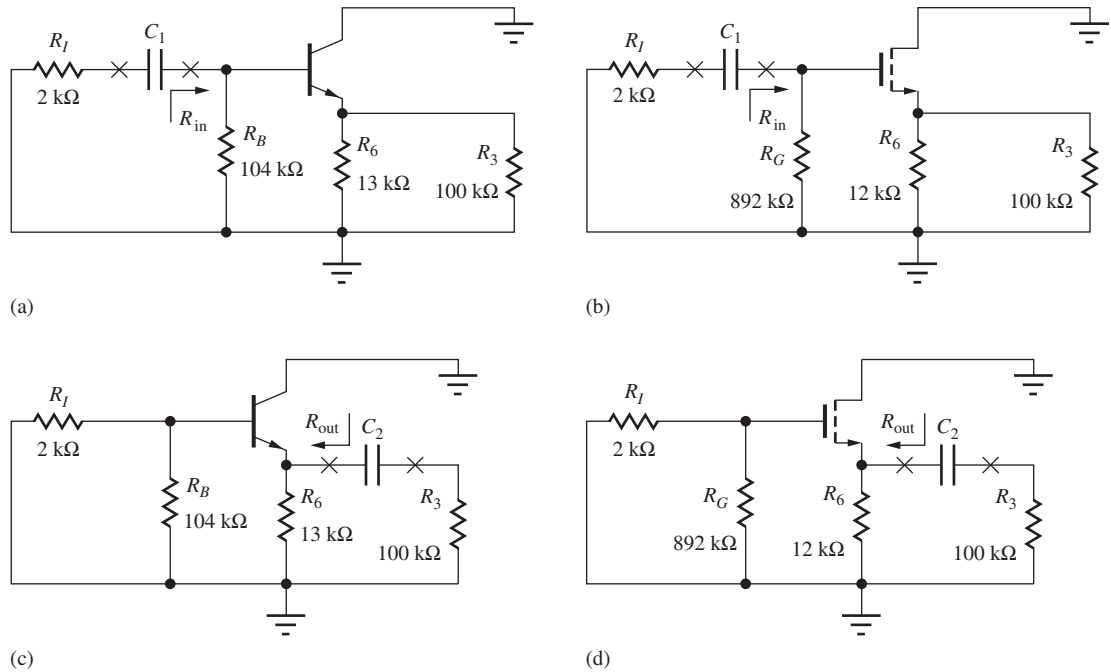 R_I
2 kΩ
C_1
R_in
R_B
104 kΩ
R_6
13 kΩ
R_3
100 kΩ
(a)
R_I
2 kΩ
C_1
R_in
R_G
892 kΩ
R_6
12 kΩ
R_3
100 kΩ
(b)
R_I
2 kΩ
R_B
104 kΩ
R_out
C_2
R_6
13 kΩ
R_3
100 kΩ
(c)
R_I
2 kΩ
R_G
892 kΩ
R_out
C_2
R_6
12 kΩ
R_3
100 kΩ
(d)